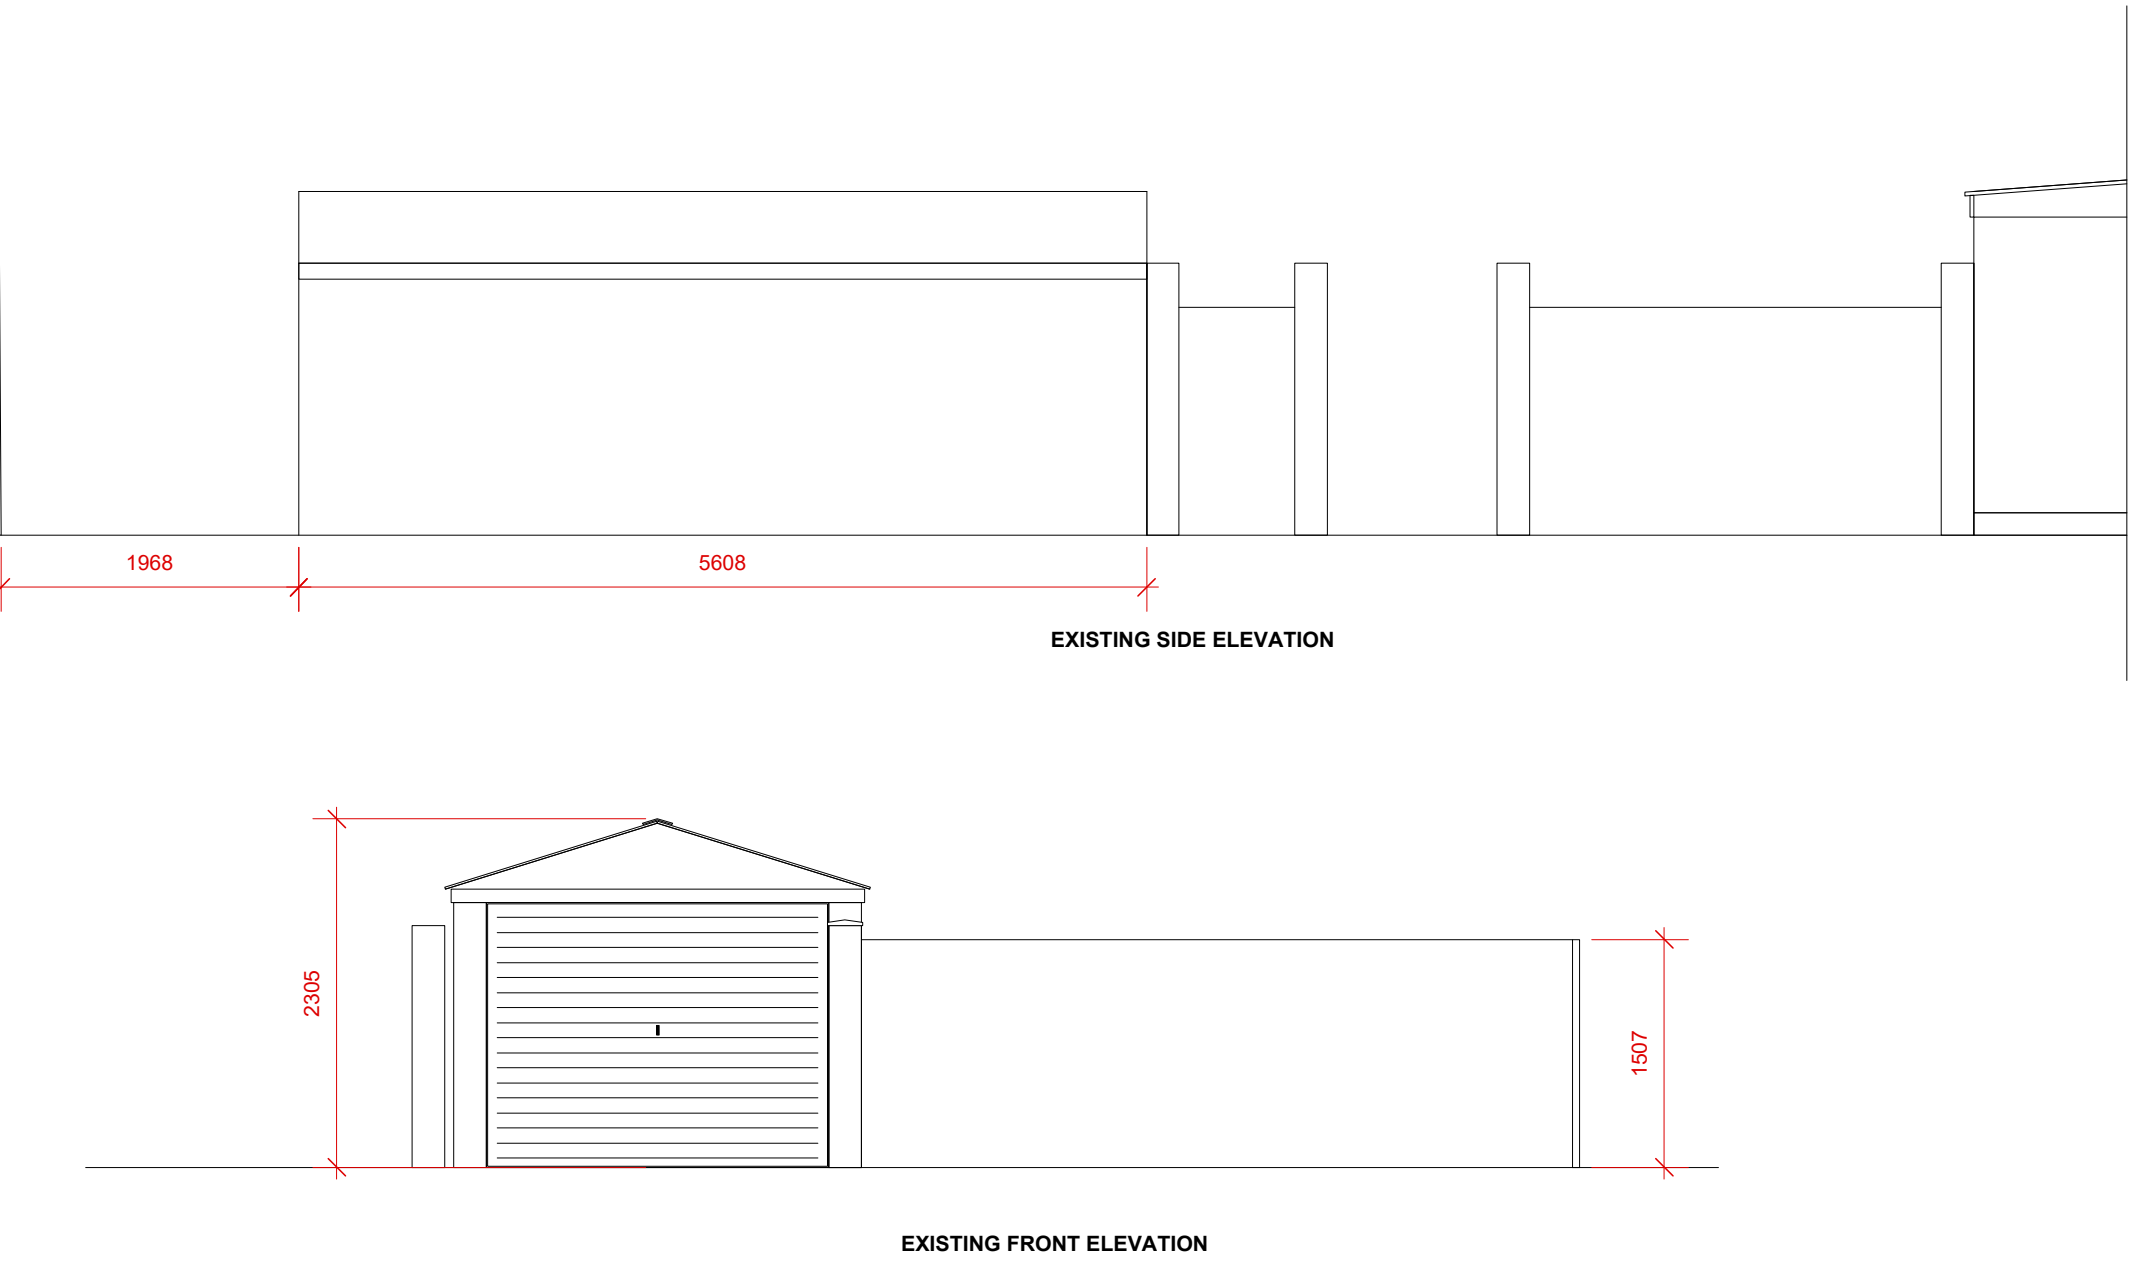 1968
5608
EXISTING SIDE ELEVATION
2305
1507
EXISTING FRONT ELEVATION